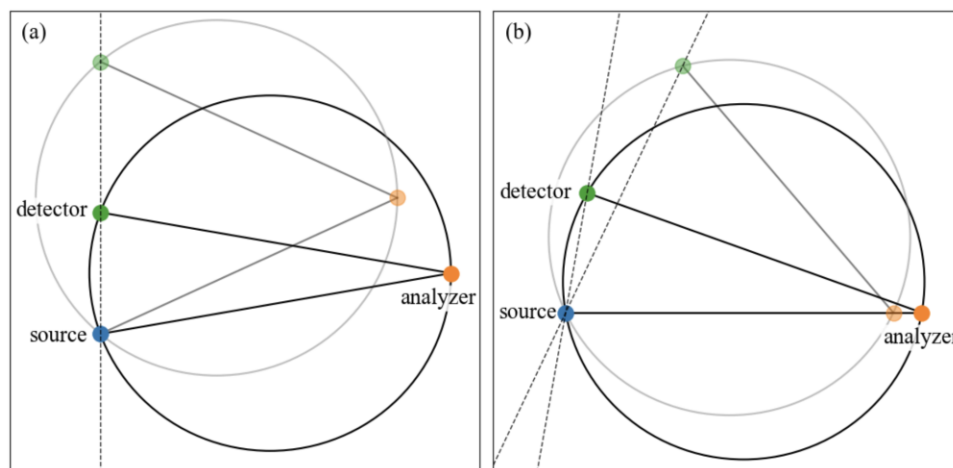 (a)
detector
source
analyzer
(b)
detector
source
analyzer